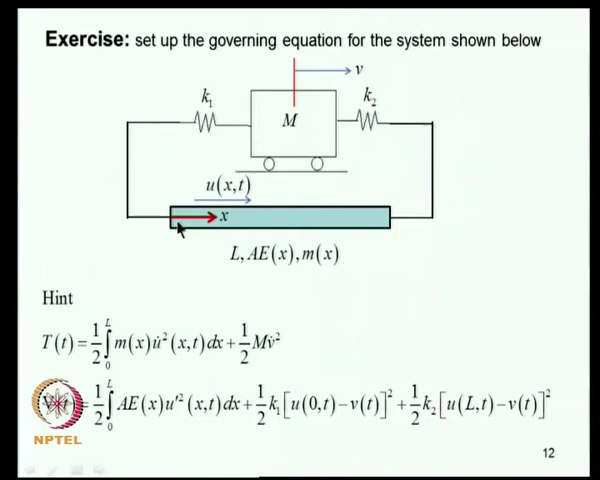 Exercise: set up the governing equation for the system shown below
v
k₁
k₂
M
u(x,t)
x
L, AE(x), m(x)
Hint
T(t) = 1/2 ∫₀ᴸ m(x)u̇²(x,t)dx + 1/2 Mv̇²
(t) = 1/2 ∫₀ᴸ AE(x)u′²(x,t)dx + 1/2 k₁[u(0,t) − v(t)]² + 1/2 k₂[u(L,t) − v(t)]²
NPTEL
12